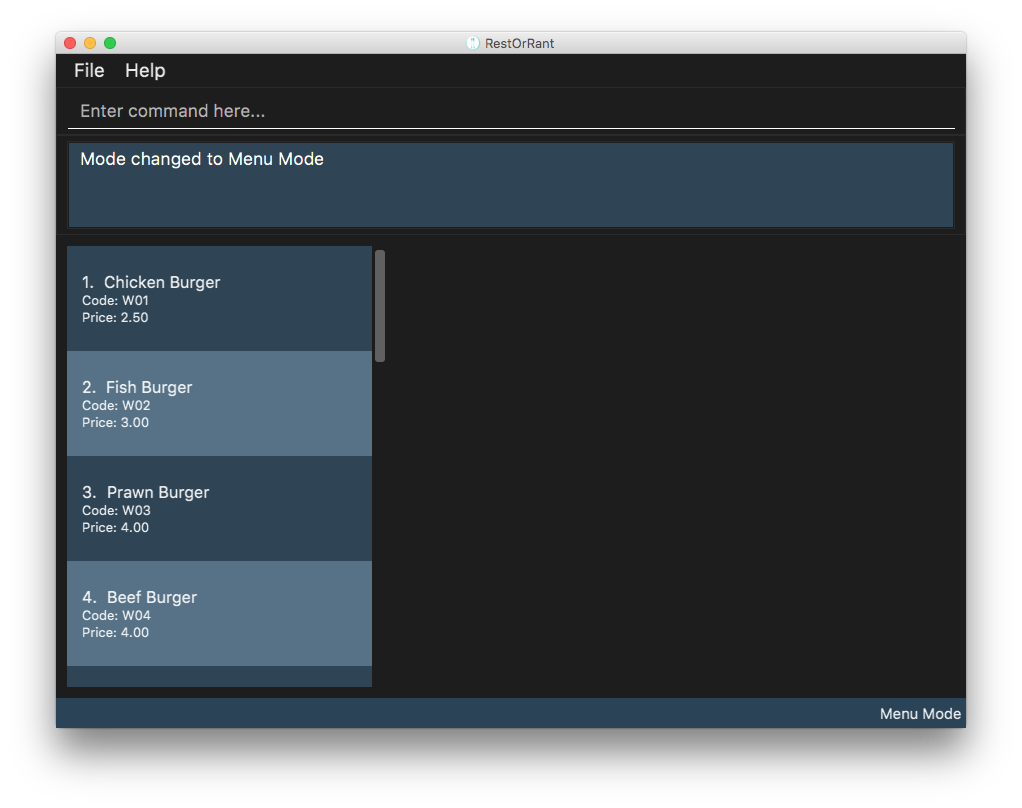 RestOrRant
File Help
Enter command here...
Mode changed to Menu Mode
1. Chicken Burger
Code: W01
Price: 2.50
2. Fish Burger
Code: W02
Price: 3.00
3. Prawn Burger
Code: W03
Price: 4.00
4. Beef Burger
Code: W04
Price: 4.00
Menu Mode